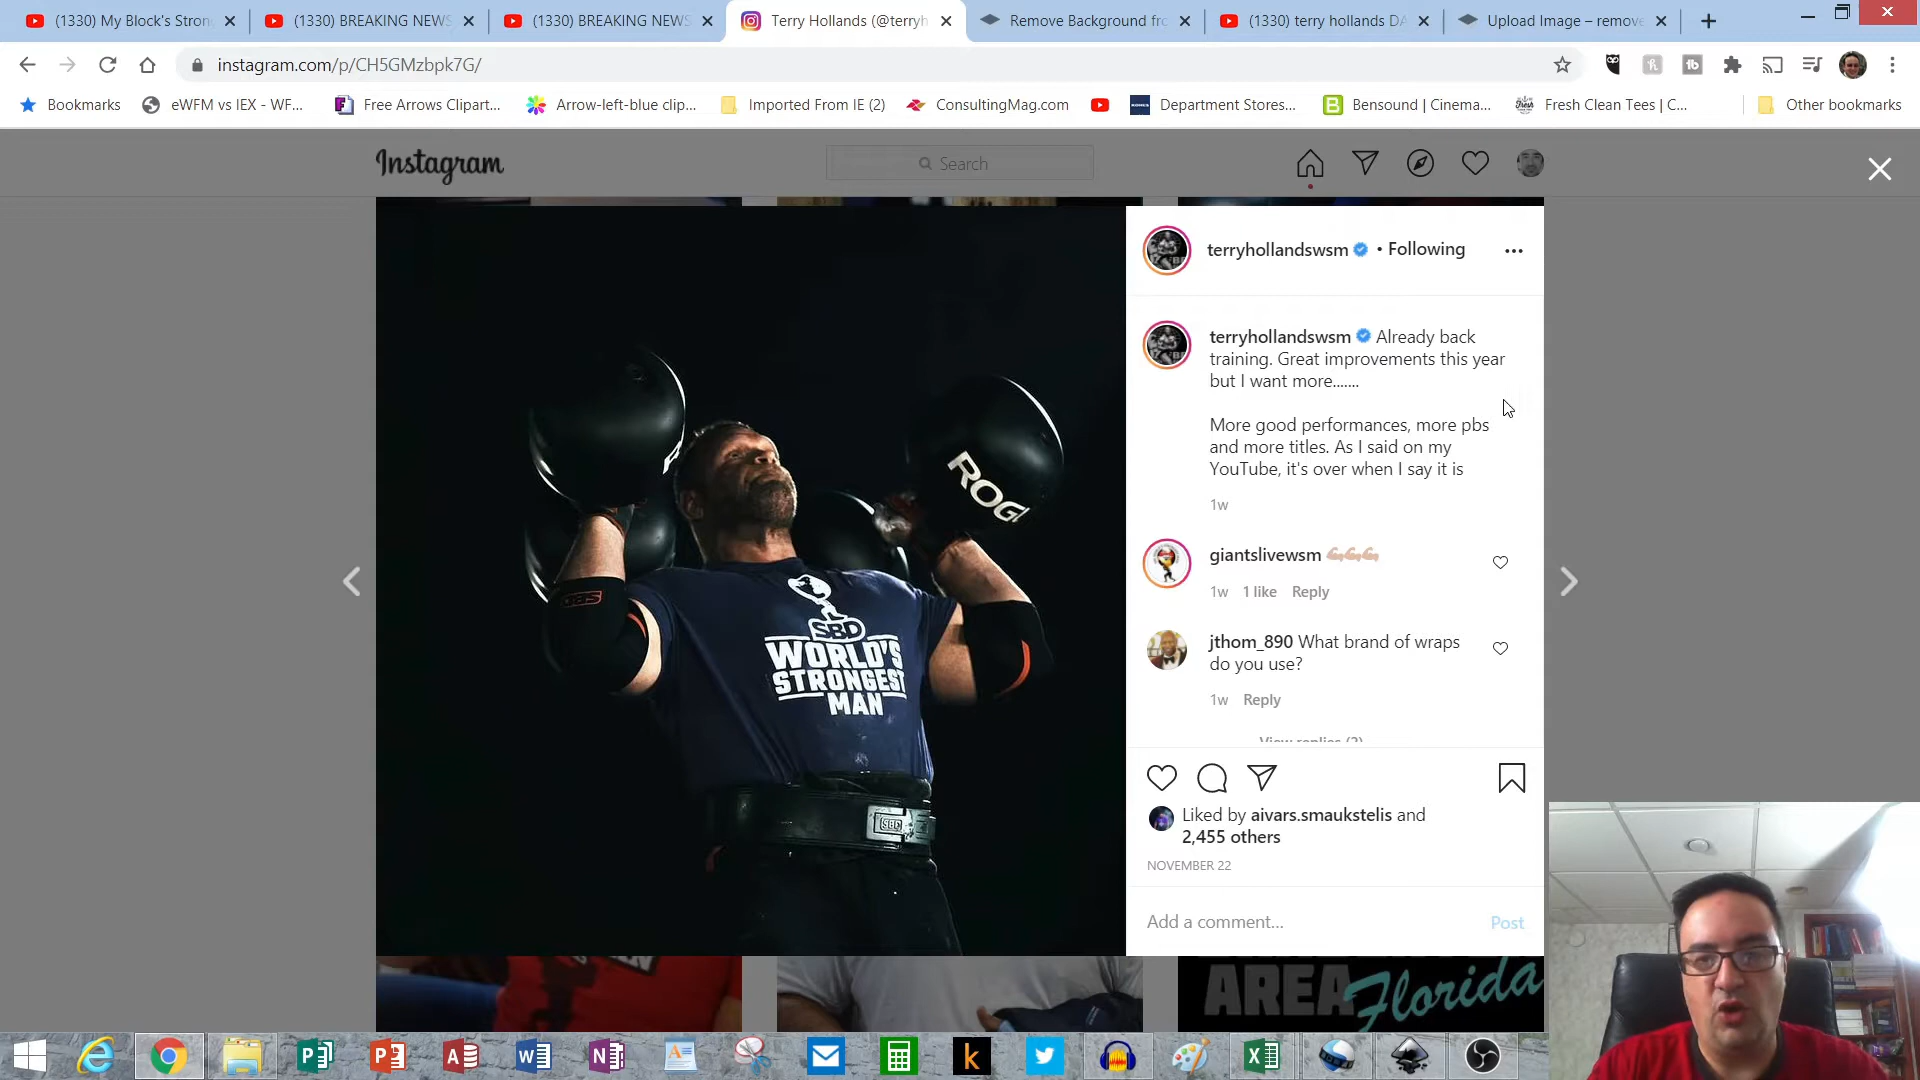 (1330) My Block's Stron
(1330) BREAKING NEWS
(1330) BREAKING NEWS
Terry Hollands (@terryh
Remove Background fr
(1330) terry hollands DA
Upload Image – remove
instagram.com/p/CH5GMzbpk7G/
Bookmarks
eWFM vs IEX - WF...
Free Arrows Clipart...
Arrow-left-blue clip...
Imported From IE (2)
ConsultingMag.com
Department Stores...
Bensound | Cinema...
Fresh Clean Tees | C...
Other bookmarks
Instagram
Search
terryhollandswsm • Following
terryhollandswsm Already back
training. Great improvements this year
but I want more.......
More good performances, more pbs
and more titles. As I said on my
YouTube, it's over when I say it is
1w
giantslivewsm
1w 1 like Reply
jthom_890 What brand of wraps
do you use?
1w Reply
View replies (2)
Liked by aivars.smaukstelis and
2,455 others
NOVEMBER 22
Add a comment...
Post
ROG
SBD
SBD
WORLD'S
STRONGEST
MAN
SBD
AREA Florida